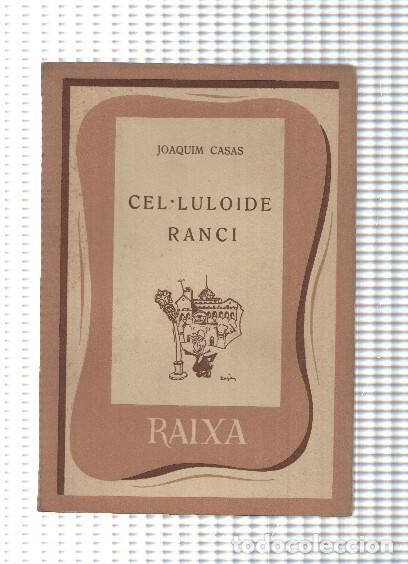 JOAQUIM CASAS
CEL·LULOIDE
RANCI
RAIXA
todocoleccion